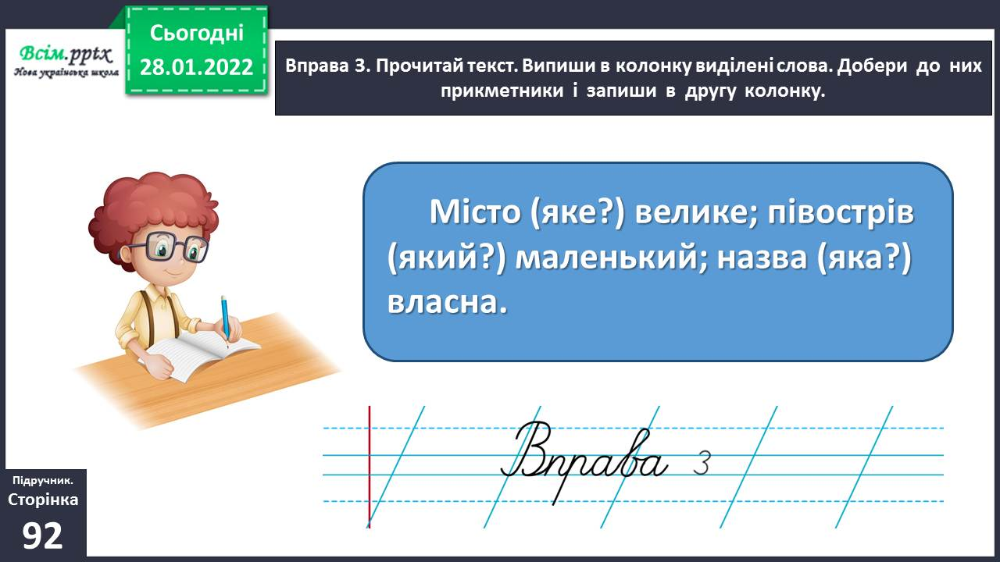 Всім.pptx
Нова українська школа
Сьогодні
28.01.2022
Вправа 3. Прочитай текст. Випиши в колонку виділені слова. Добери до них
прикметники і запиши в другу колонку.
Місто (яке?) велике; півострів
(який?) маленький; назва (яка?)
власна.
Вправа 3
Підручник.
Сторінка
92